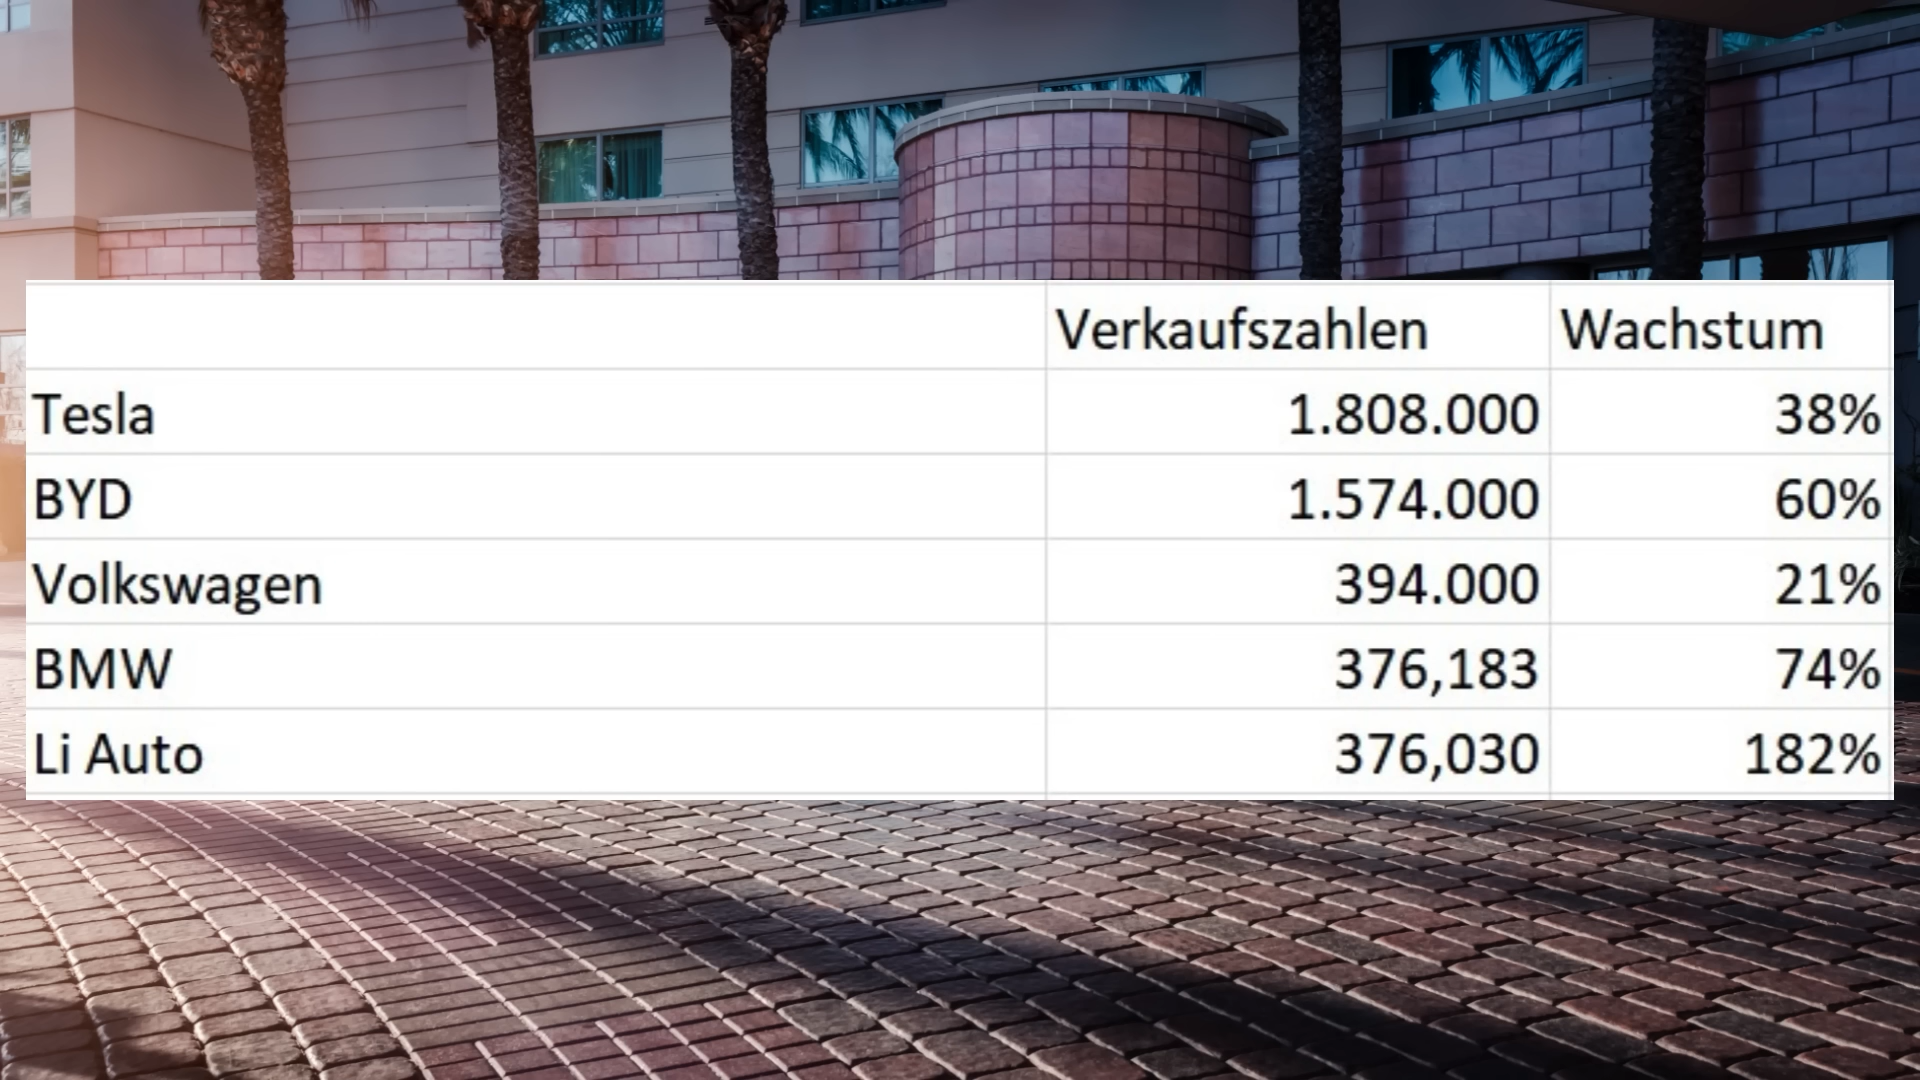 Verkaufszahlen Wachstum
Tesla 1.808.000 38%
BYD 1.574.000 60%
Volkswagen 394.000 21%
BMW 376,183 74%
Li Auto 376,030 182%